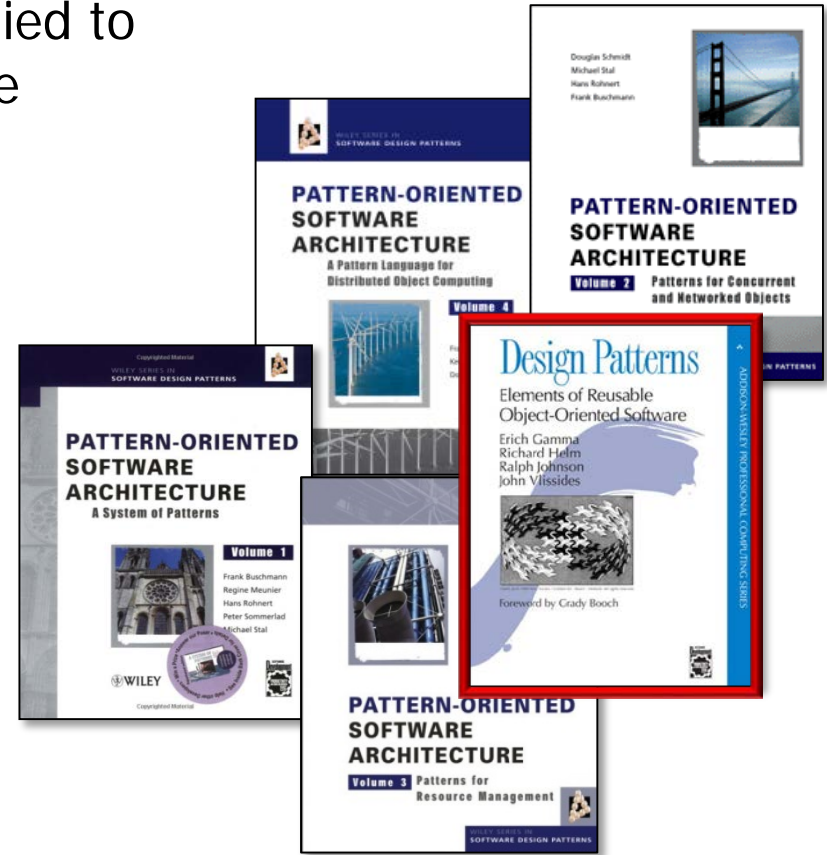 ied to
e
Douglas Schmidt
Michael Stal
Hans Rohnert
Frank Buschmann
PATTERN-ORIENTED
SOFTWARE
ARCHITECTURE
Volume 2 Patterns for Concurrent
and Networked Objects
N PATTERNS
WILEY SERIES IN
SOFTWARE DESIGN PATTERNS
PATTERN-ORIENTED
SOFTWARE
ARCHITECTURE
A Pattern Language for
Distributed Object Computing
Volume 4
Design Patterns
Elements of Reusable
Object-Oriented Software
Erich Gamma
Richard Helm
Ralph Johnson
John Vlissides
Foreword by Grady Booch
ADDISON-WESLEY PROFESSIONAL COMPUTING SERIES
Copyrighted Material
WILEY SERIES IN
SOFTWARE DESIGN PATTERNS
PATTERN-ORIENTED
SOFTWARE
ARCHITECTURE
A System of Patterns
Volume 1
Frank Buschmann
Regine Meunier
Hans Rohnert
Peter Sommerlad
Michael Stal
WILEY
Copyrighted Material
PATTERN-ORIENTED
SOFTWARE
ARCHITECTURE
Volume 3 Patterns for
Resource Management
WILEY SERIES IN
SOFTWARE DESIGN PATTERNS